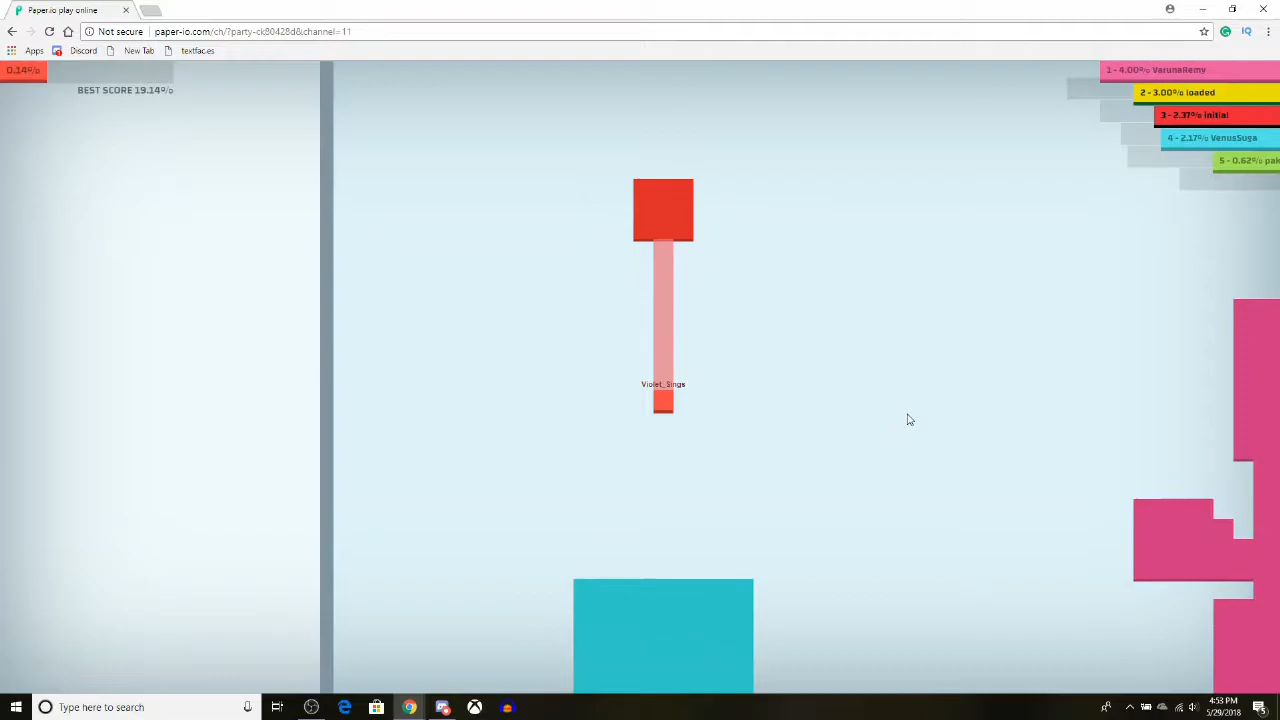 Paper.io play online
Not secure | paper-io.com/ch/?party-ck80428d&channel=11
Apps Discord New Tab textfac.es
0.14%
BEST SCORE 19.14%
1 - 4.00% VarunaRemy
2 - 3.00% loaded
3 - 2.37% initial
4 - 2.17% VenusSuga
5 - 0.62% pak
Violet_Sings
Type here to search
4:53 PM
5/29/2018